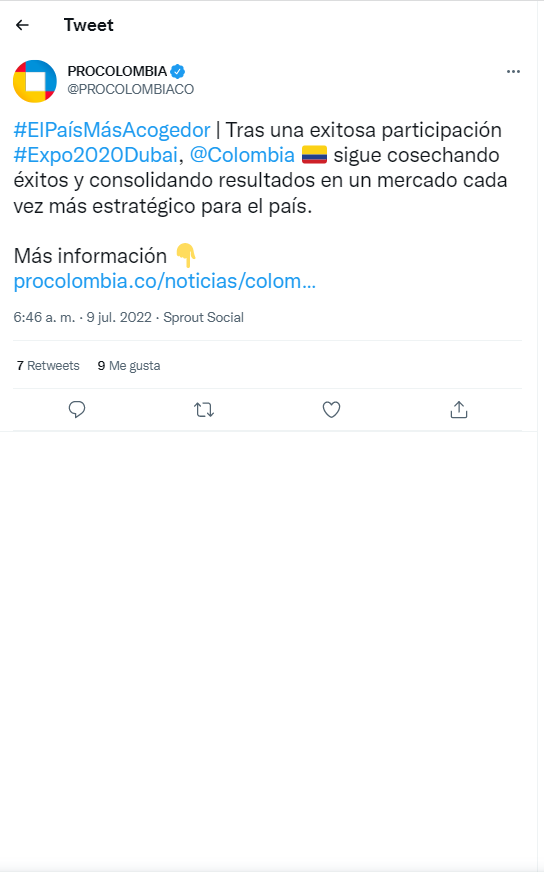 Tweet
PROCOLOMBIA
@PROCOLOMBIACO
#ElPaísMásAcogedor | Tras una exitosa participación
#Expo2020Dubai, @Colombia 🇨🇴 sigue cosechando
éxitos y consolidando resultados en un mercado cada
vez más estratégico para el país.
Más información 👇
procolombia.co/noticias/colom...
6:46 a. m. · 9 jul. 2022 · Sprout Social
7 Retweets 9 Me gusta